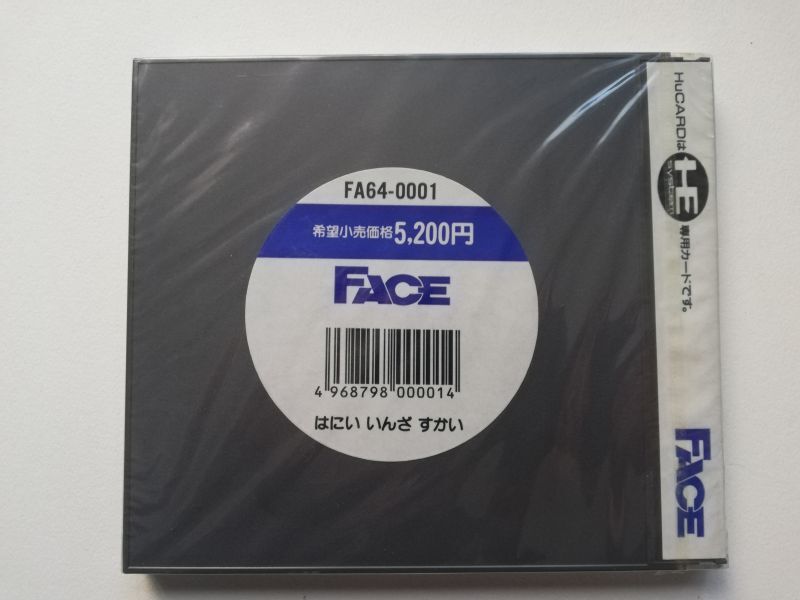 FA64-0001
希望小売価格5,200円
FACE
4 968798 000014
はにい いんざ すかい
HuCARDは HE SYSTEM 専用カードです。
FACE